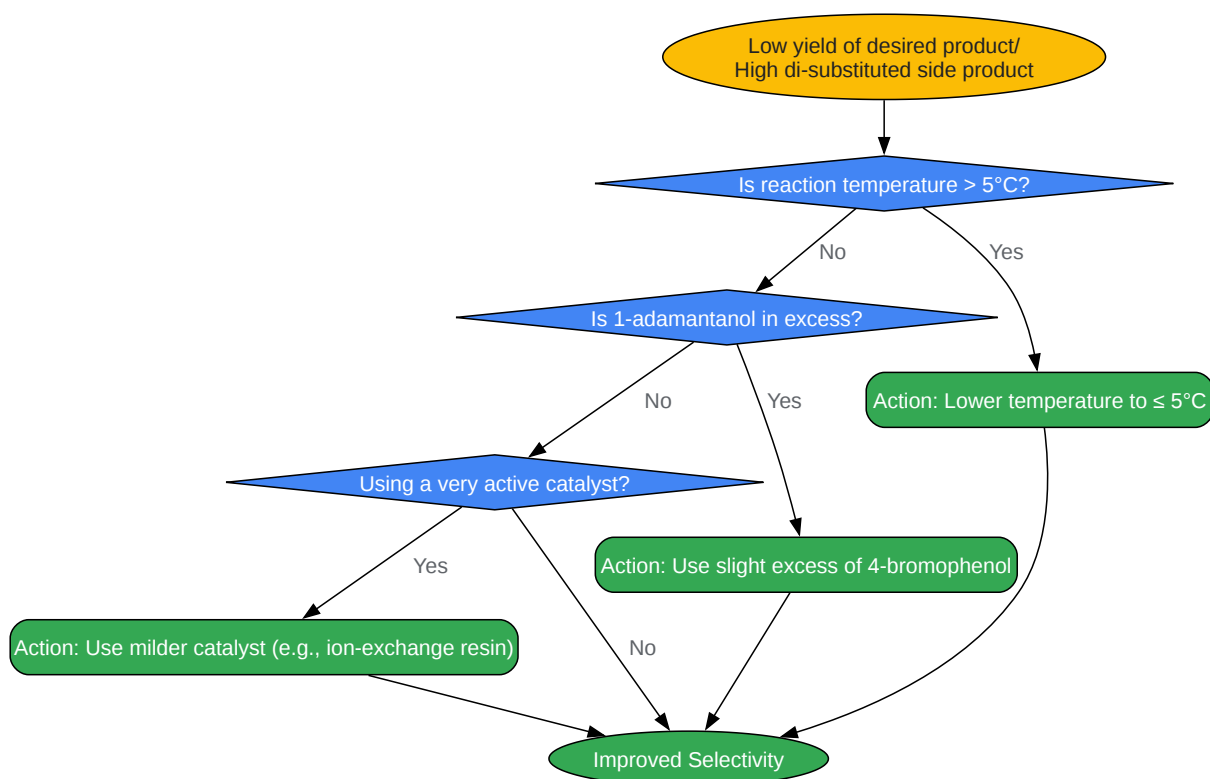 Low yield of desired product/
High di-substituted side product
Is reaction temperature > 5°C?
No
Yes
Is 1-adamantanol in excess?
Action: Lower temperature to ≤ 5°C
No
Yes
Using a very active catalyst?
Action: Use slight excess of 4-bromophenol
Yes
No
Action: Use milder catalyst (e.g., ion-exchange resin)
Improved Selectivity